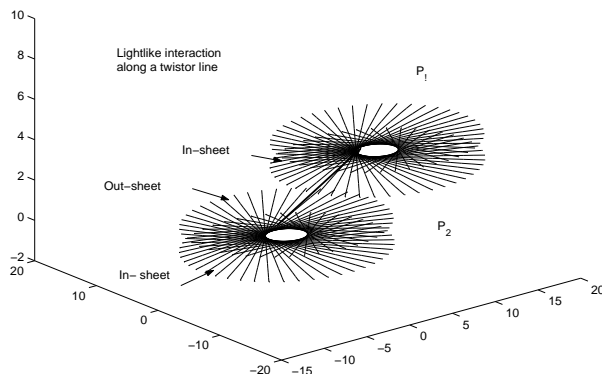 10
8
6
4
2
0
−2
20
10
0
−10
−20
−15
−10
−5
0
5
10
15
20
Lightlike interaction
along a twistor line
P!
In−sheet
Out−sheet
P2
In− sheet